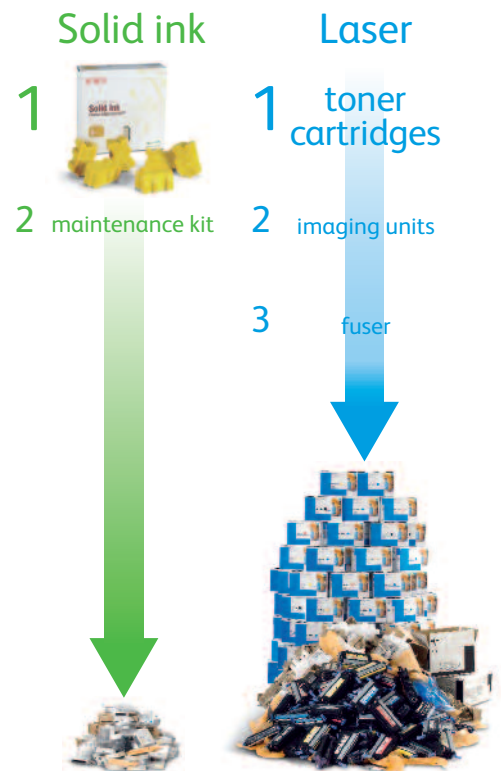 Solid ink
1
Solid ink
2 maintenance kit
Laser
1 toner
cartridges
2 imaging units
3 fuser